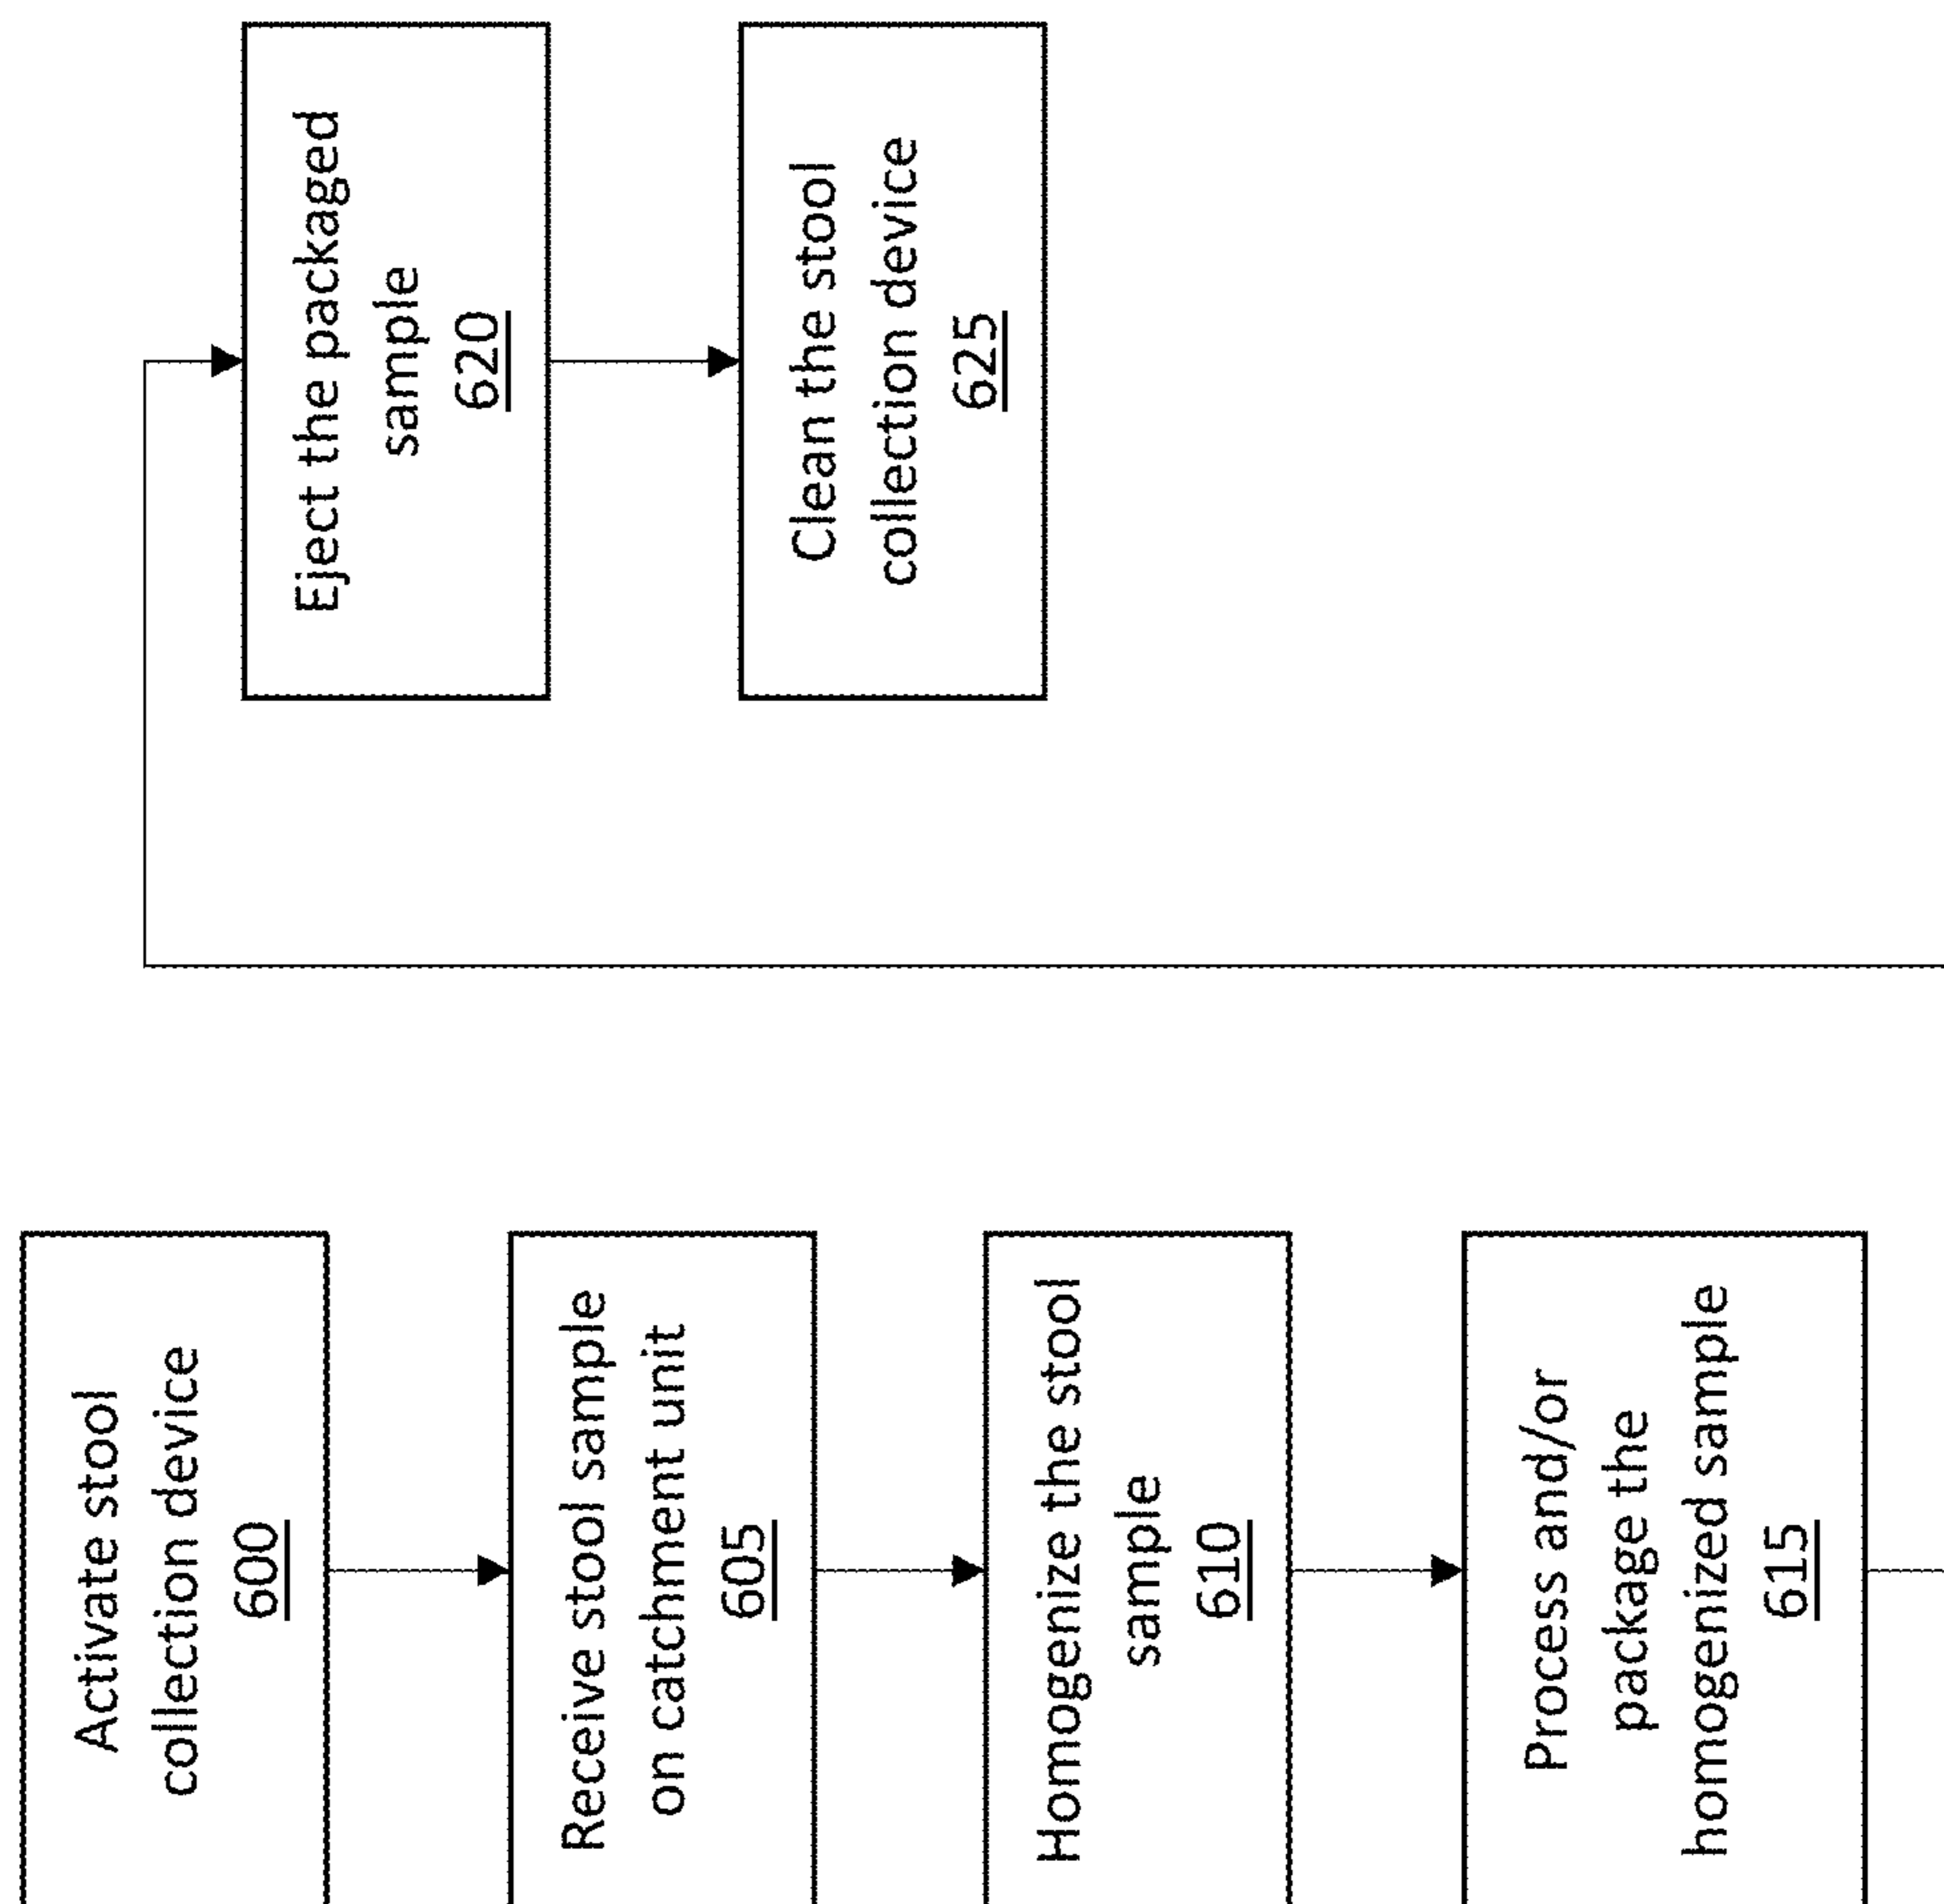 Activate stool
collection device
600
Receive stool sample
on catchment unit
605
Homogenize the stool
sample
610
Process and/or
package the
homogenized sample
615
Eject the packaged
sample
620
Clean the stool
collection device
625